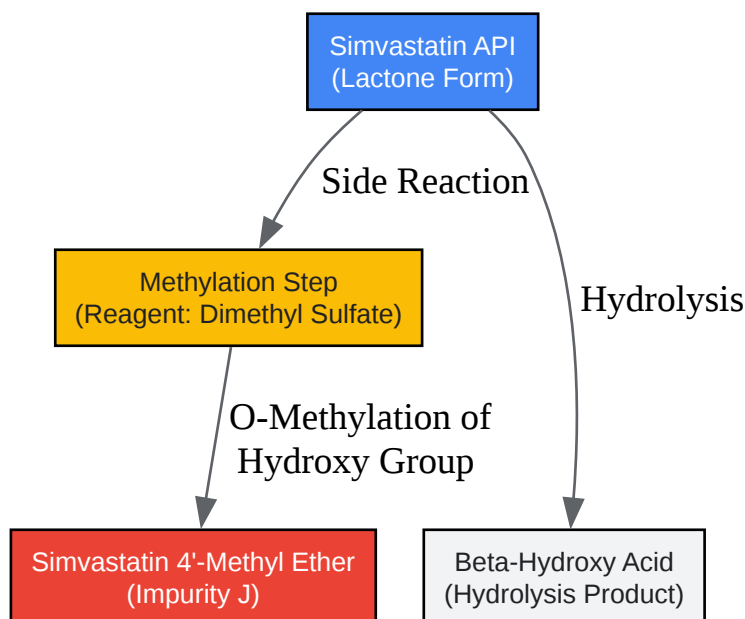 Simvastatin API
(Lactone Form)
Side Reaction
Methylation Step
(Reagent: Dimethyl Sulfate)
Hydrolysis
O-Methylation of
Hydroxy Group
Simvastatin 4'-Methyl Ether
(Impurity J)
Beta-Hydroxy Acid
(Hydrolysis Product)